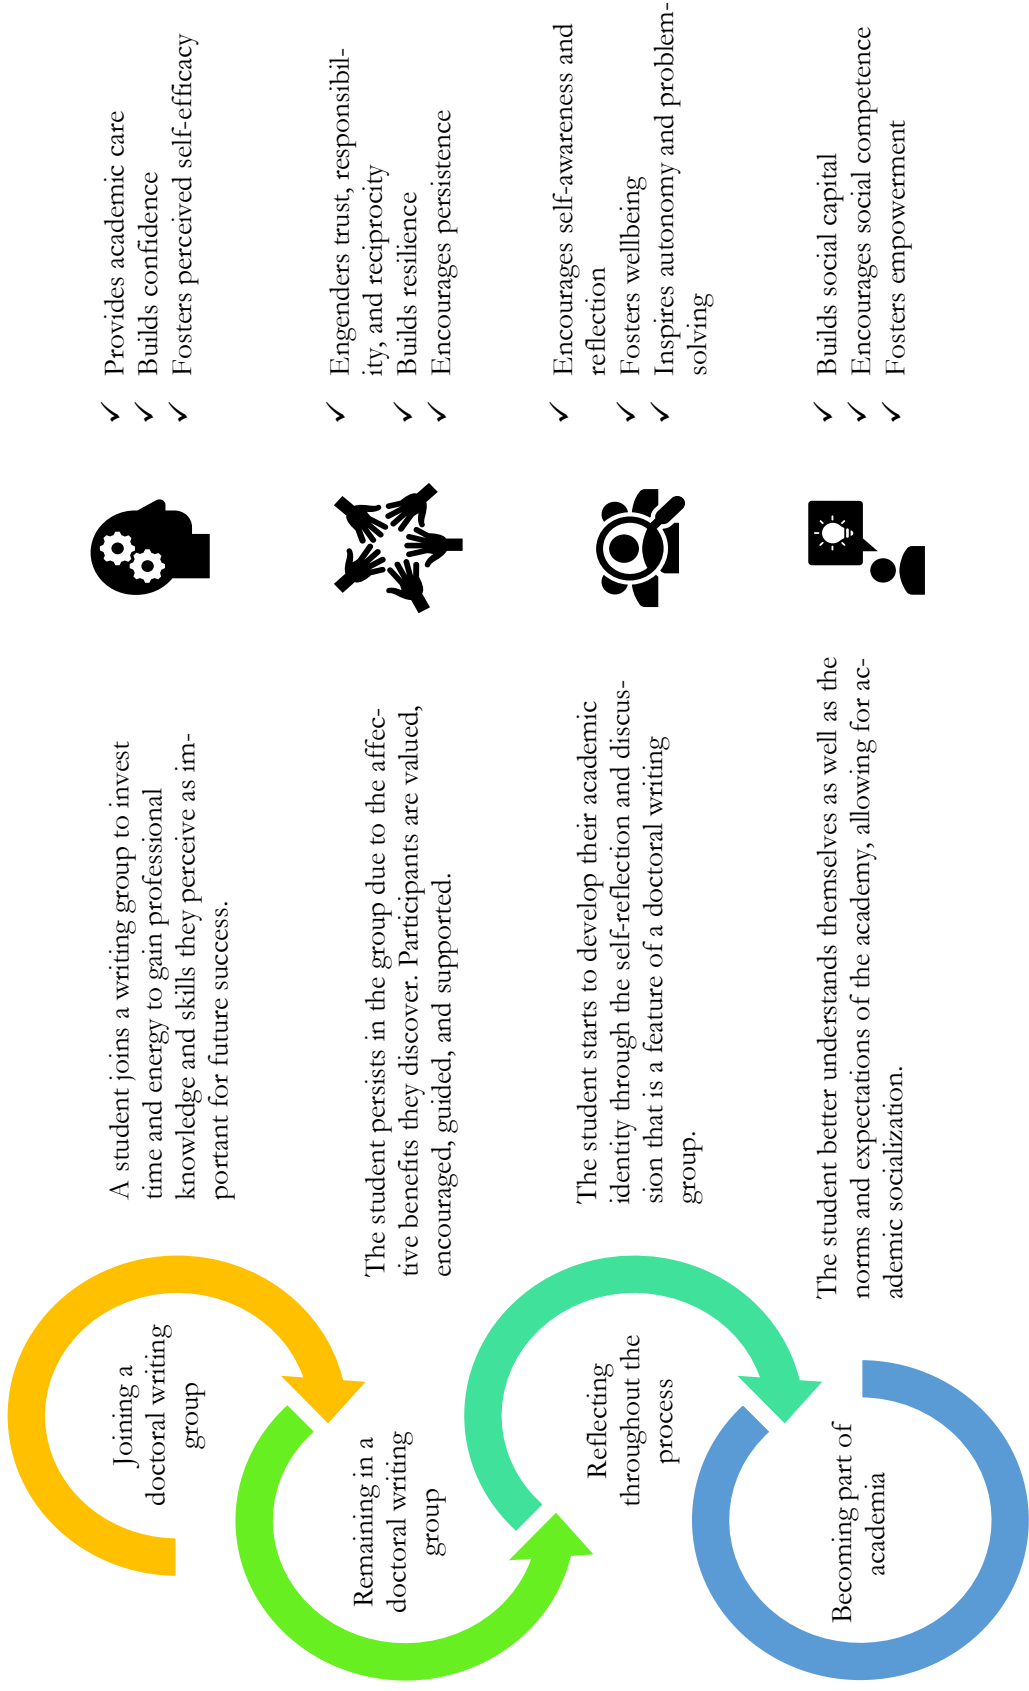 Joining a
doctoral writing
group
A student joins a writing group to invest
time and energy to gain professional
knowledge and skills they perceive as im-
portant for future success.
✓ Provides academic care
✓ Builds confidence
✓ Fosters perceived self-efficacy
Remaining in a
doctoral writing
group
The student persists in the group due to the affec-
tive benefits they discover. Participants are valued,
encouraged, guided, and supported.
✓ Engenders trust, responsibil-
ity, and reciprocity
✓ Builds resilience
✓ Encourages persistence
Reflecting
throughout the
process
The student starts to develop their academic
identity through the self-reflection and discus-
sion that is a feature of a doctoral writing
group.
✓ Encourages self-awareness and
reflection
✓ Fosters wellbeing
✓ Inspires autonomy and problem-
solving
Becoming part of
academia
The student better understands themselves as well as the
norms and expectations of the academy, allowing for ac-
ademic socialization.
✓ Builds social capital
✓ Encourages social competence
✓ Fosters empowerment